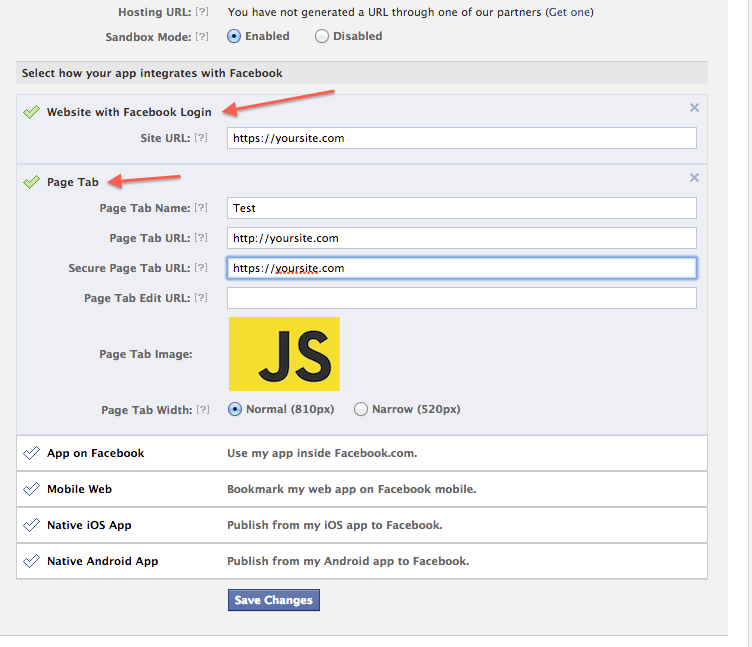 Hosting URL: [?] You have not generated a URL through one of our partners (Get one)
Sandbox Mode: [?] Enabled Disabled
Select how your app integrates with Facebook
Website with Facebook Login
Site URL: [?] https://yoursite.com
Page Tab
Page Tab Name: [?] Test
Page Tab URL: [?] http://yoursite.com
Secure Page Tab URL: [?] https://yoursite.com
Page Tab Edit URL: [?]
Page Tab Image: JS
Page Tab Width: [?] Normal (810px) Narrow (520px)
App on Facebook Use my app inside Facebook.com.
Mobile Web Bookmark my web app on Facebook mobile.
Native iOS App Publish from my iOS app to Facebook.
Native Android App Publish from my Android app to Facebook.
Save Changes